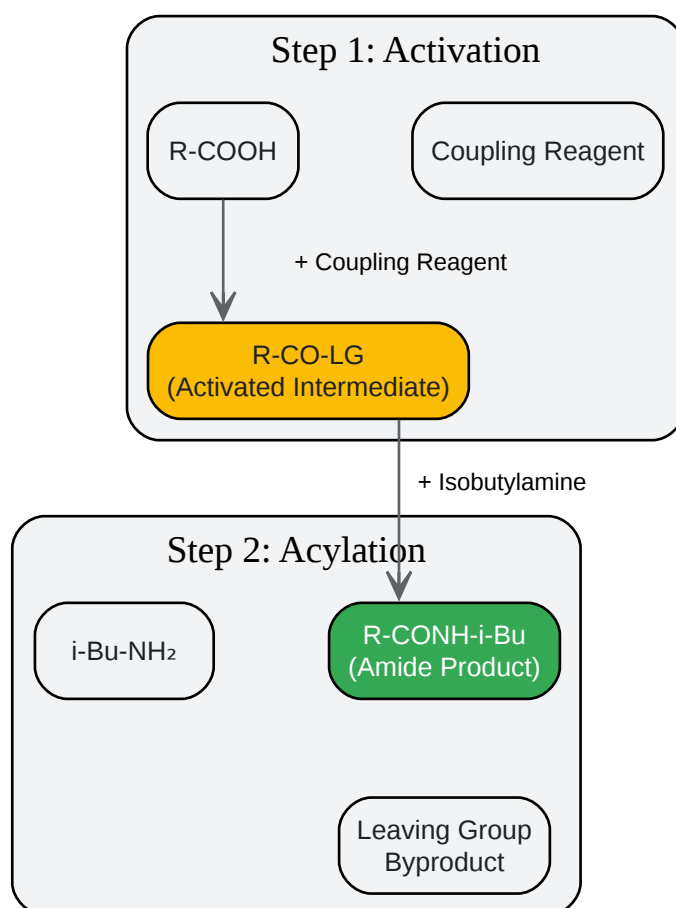 Step 1: Activation
R-COOH
Coupling Reagent
+ Coupling Reagent
R-CO-LG
(Activated Intermediate)
+ Isobutylamine
Step 2: Acylation
i-Bu-NH₂
R-CONH-i-Bu
(Amide Product)
Leaving Group
Byproduct